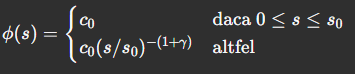 ϕ(s) = { c₀ daca 0 ≤ s ≤ s₀
c₀(s/s₀)^−(1+γ) altfel